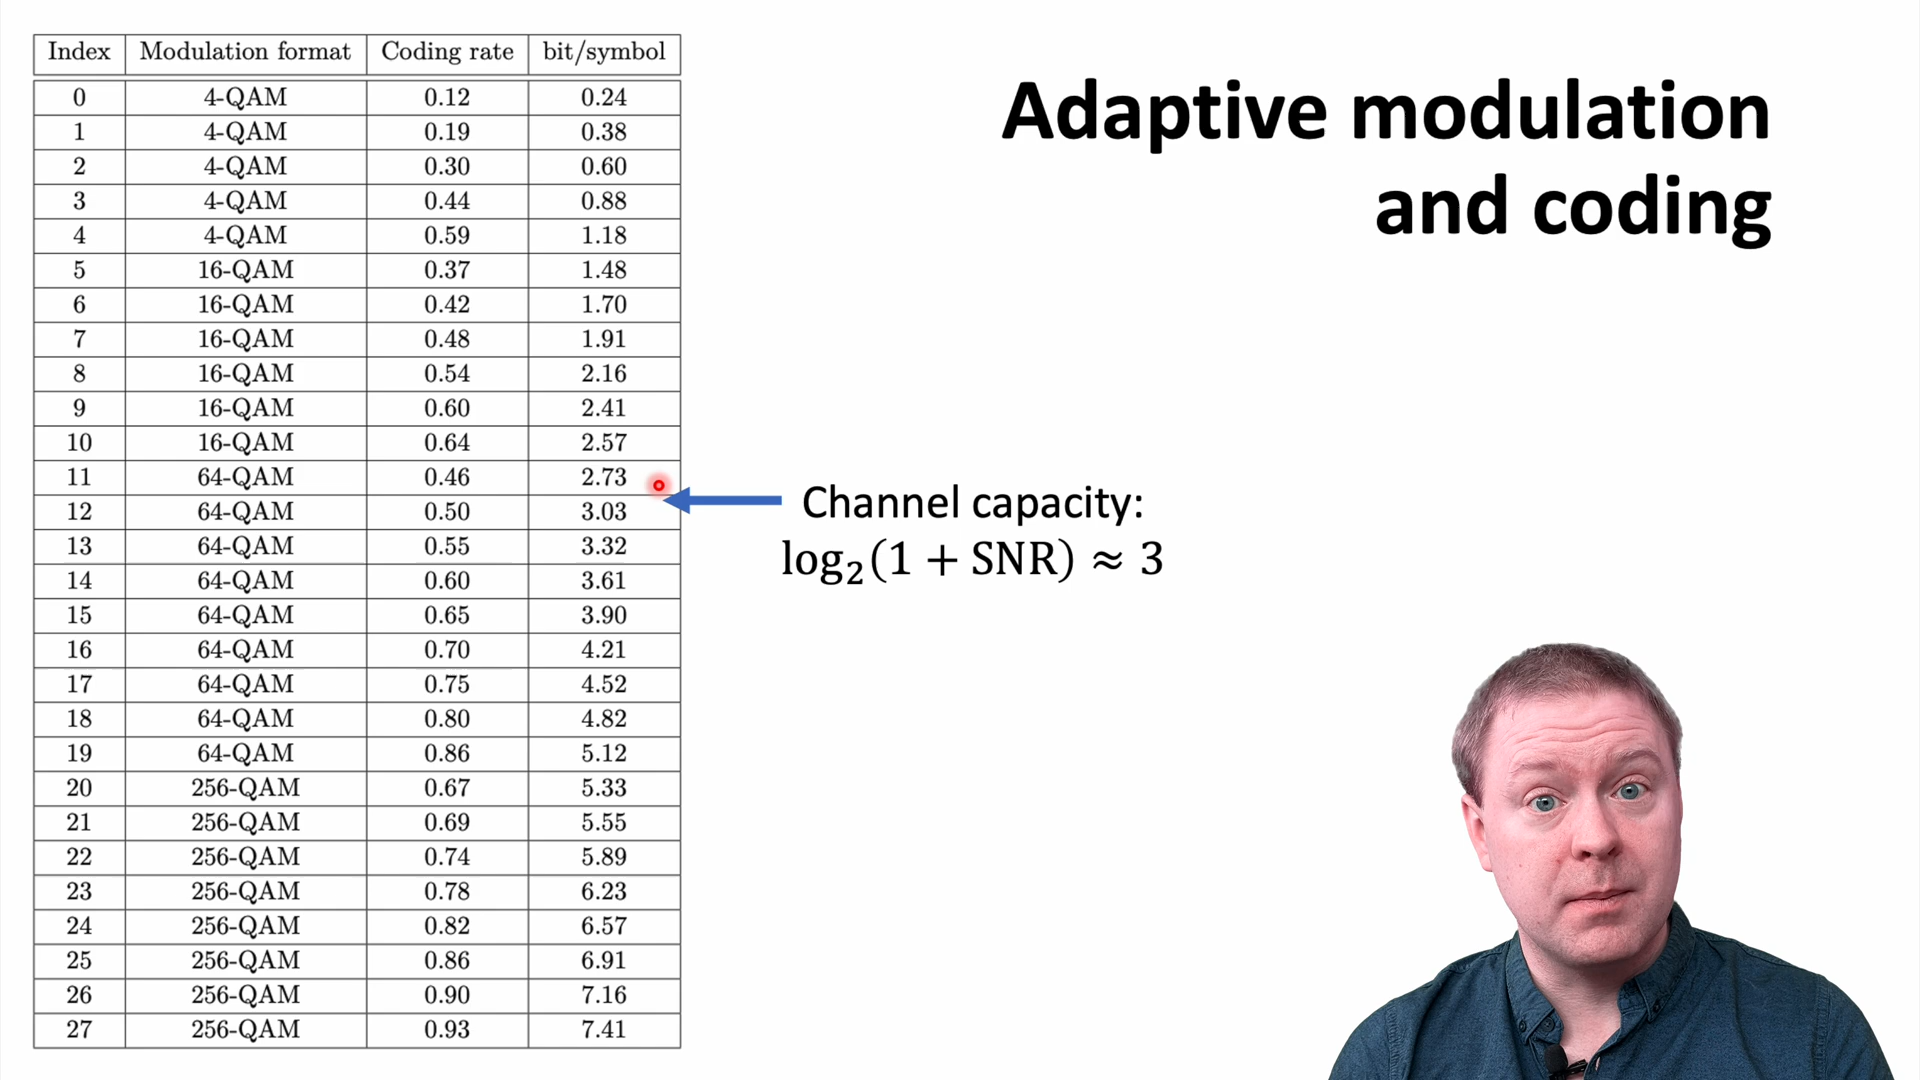 Index Modulation format Coding rate bit/symbol
0 4-QAM 0.12 0.24
1 4-QAM 0.19 0.38
2 4-QAM 0.30 0.60
3 4-QAM 0.44 0.88
4 4-QAM 0.59 1.18
5 16-QAM 0.37 1.48
6 16-QAM 0.42 1.70
7 16-QAM 0.48 1.91
8 16-QAM 0.54 2.16
9 16-QAM 0.60 2.41
10 16-QAM 0.64 2.57
11 64-QAM 0.46 2.73
12 64-QAM 0.50 3.03
13 64-QAM 0.55 3.32
14 64-QAM 0.60 3.61
15 64-QAM 0.65 3.90
16 64-QAM 0.70 4.21
17 64-QAM 0.75 4.52
18 64-QAM 0.80 4.82
19 64-QAM 0.86 5.12
20 256-QAM 0.67 5.33
21 256-QAM 0.69 5.55
22 256-QAM 0.74 5.89
23 256-QAM 0.78 6.23
24 256-QAM 0.82 6.57
25 256-QAM 0.86 6.91
26 256-QAM 0.90 7.16
27 256-QAM 0.93 7.41
Adaptive modulation
and coding
Channel capacity:
log₂(1 + SNR) ≈ 3